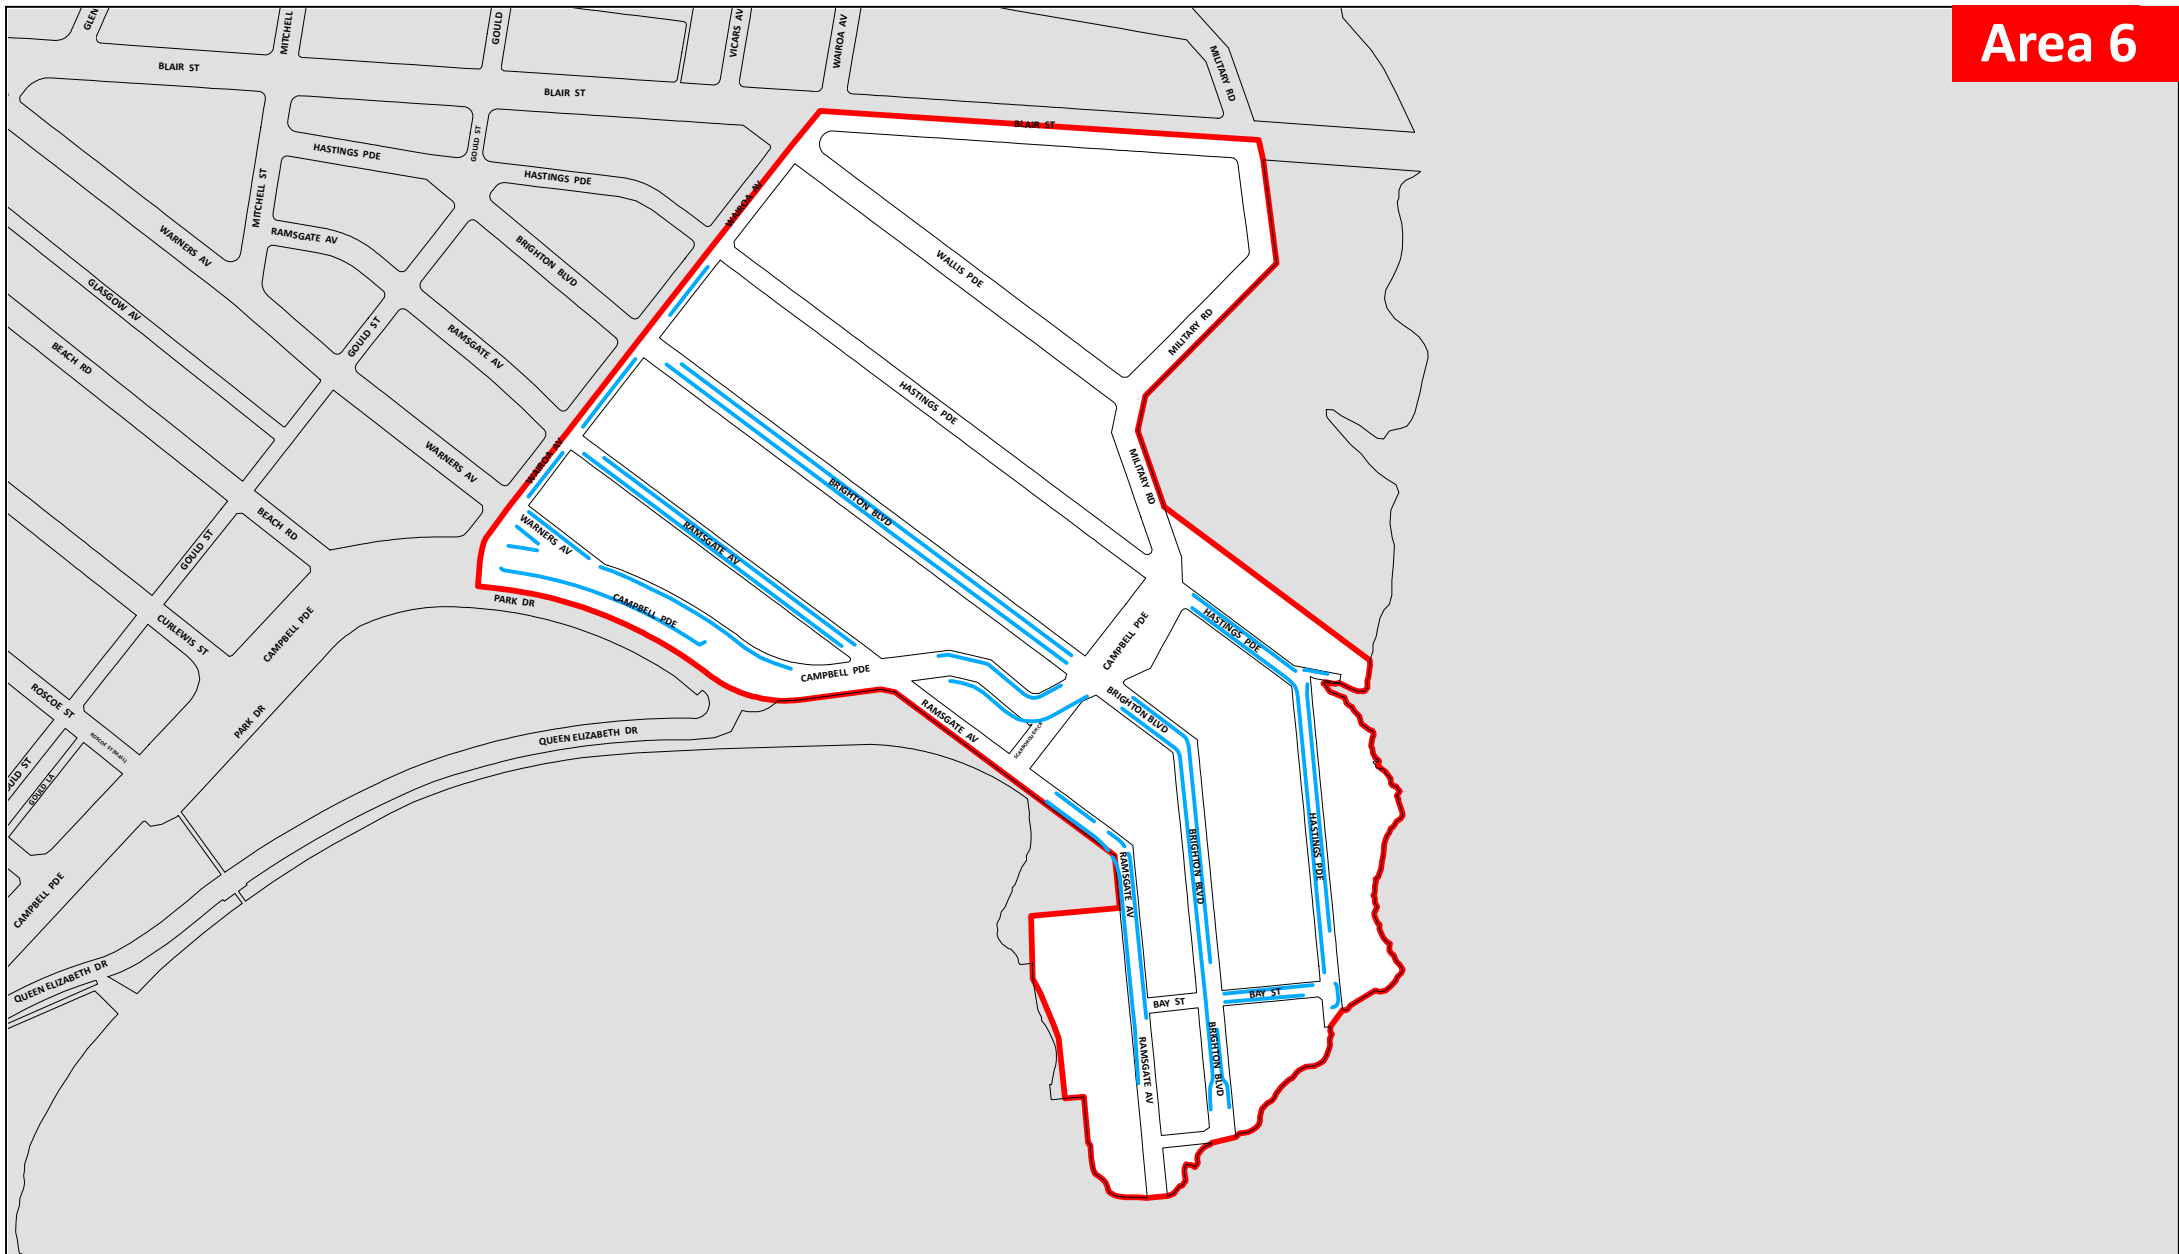 Area 6
GLEN
MITCHELL
GOULD
VICARS AV
WAIROA AV
MILITARY RD
BLAIR ST
BLAIR ST
BLAIR ST
GOULD ST
HASTINGS PDE
HASTINGS PDE
MITCHELL ST
WAIROA AV
RAMSGATE AV
WARNERS AV
BRIGHTON BLVD
WALLIS PDE
GLASGOW AV
GOULD ST
RAMSGATE AV
MILITARY RD
BEACH RD
HASTINGS PDE
WARNERS AV
WAIROA AV
MILITARY RD
BRIGHTON BLVD
BEACH RD
GOULD ST
WARNERS AV
RAMSGATE AV
PARK DR
CAMPBELL PDE
CURLEWIS ST
CAMPBELL PDE
CAMPBELL PDE
HASTINGS PDE
CAMPBELL PDE
ROSCOE ST
PARK DR
BRIGHTON BLVD
RAMSGATE AV
QUEEN ELIZABETH DR
OULD ST
GOULD LA
HASTINGS PDE
BRIGHTON BLVD
RAMSGATE AV
CAMPBELL PDE
QUEEN ELIZABETH DR
BAY ST
BAY ST
RAMSGATE AV
BRIGHTON BLVD